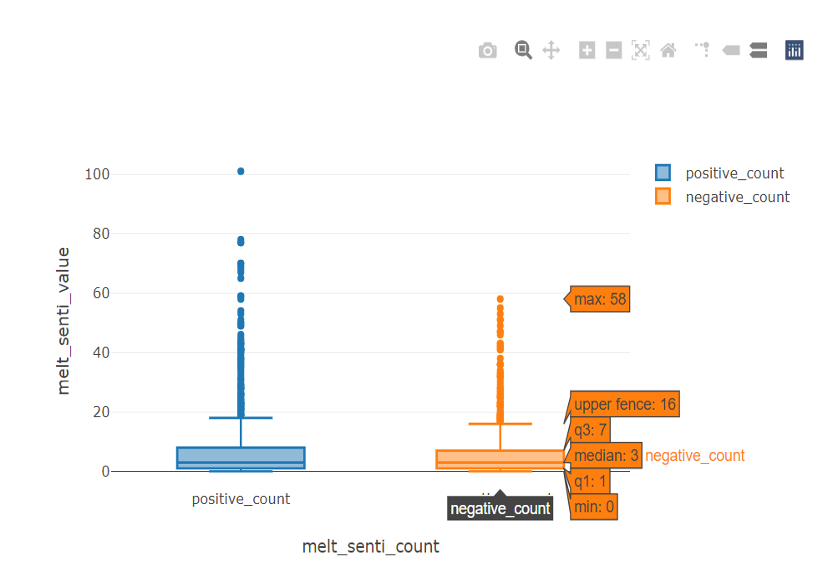 100
80
60
40
20
0
melt_senti_value
positive_count
negative_count
melt_senti_count
positive_count
negative_count
max: 58
upper fence: 16
q3: 7
median: 3
negative_count
q1: 1
min: 0